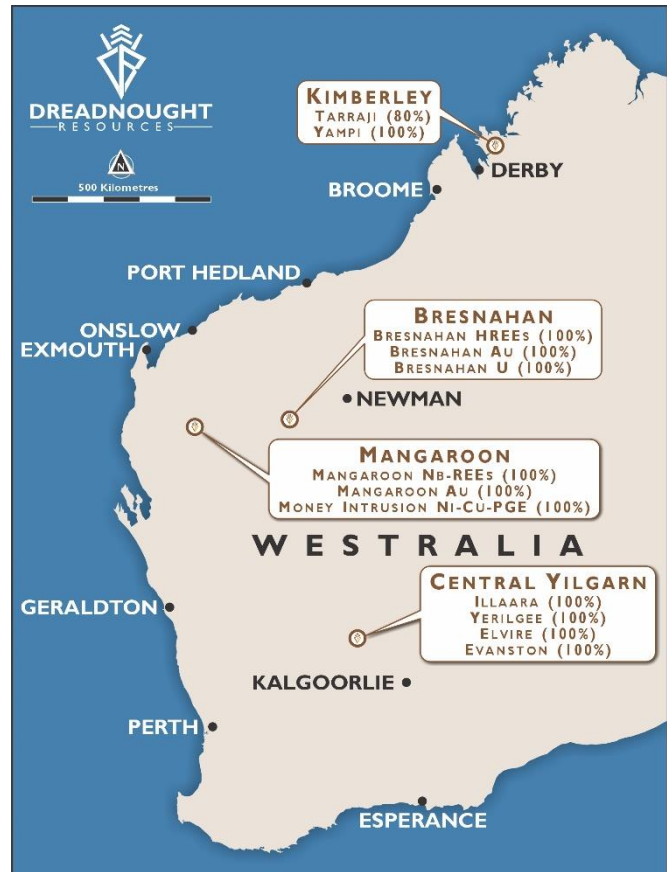 DREADNOUGHT
RESOURCES
N
500 Kilometres
KIMBERLEY
TARRAJI (80%)
YAMPI (100%)
DERBY
BROOME
PORT HEDLAND
ONSLOW
EXMOUTH
BRESNAHAN
BRESNAHAN HREES (100%)
BRESNAHAN AU (100%)
BRESNAHAN U (100%)
NEWMAN
MANGAROON
MANGAROON NB-REES (100%)
MANGAROON AU (100%)
MONEY INTRUSION NI-CU-PGE (100%)
WESTRALIA
CENTRAL YILGARN
ILLAARA (100%)
YERILGEE (100%)
ELVIRE (100%)
EVANSTON (100%)
GERALDTON
KALGOORLIE
PERTH
ESPERANCE